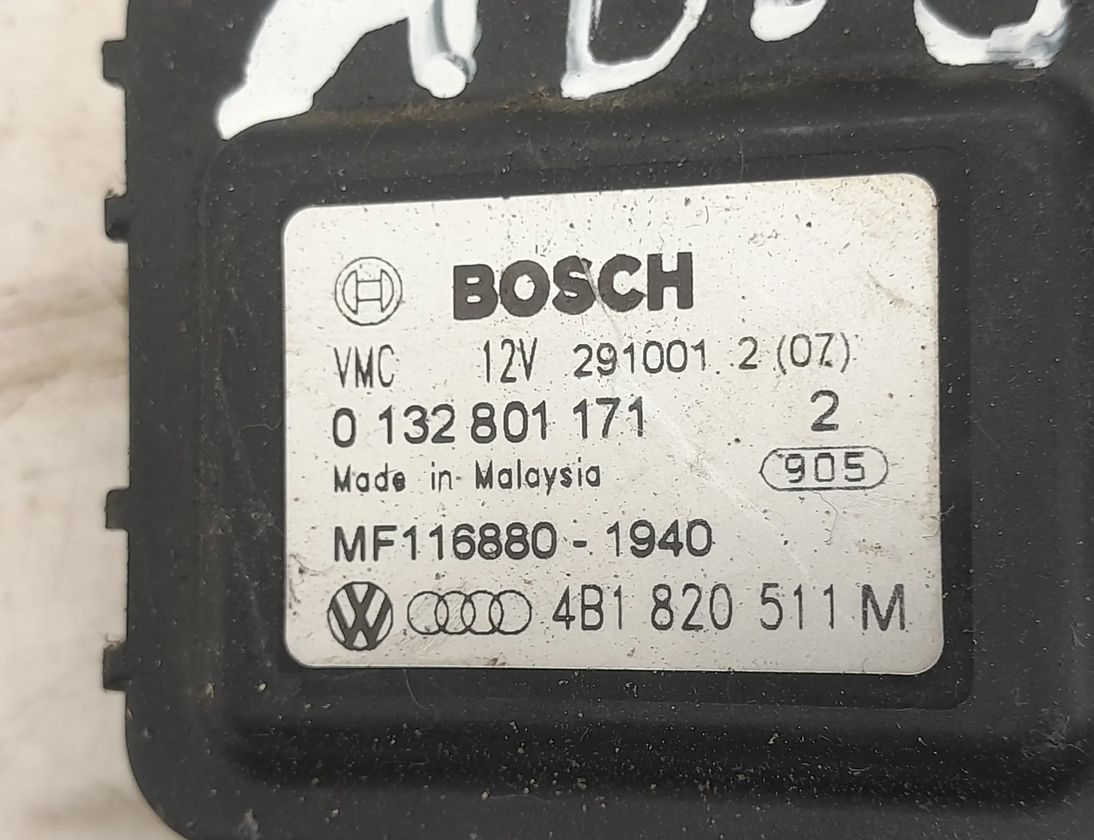 BOSCH
VMC 12V 291001 2 (07)
0 132 801 171 2
Made in Malaysia 905
MF116880 - 1940
4B1 820 511 M